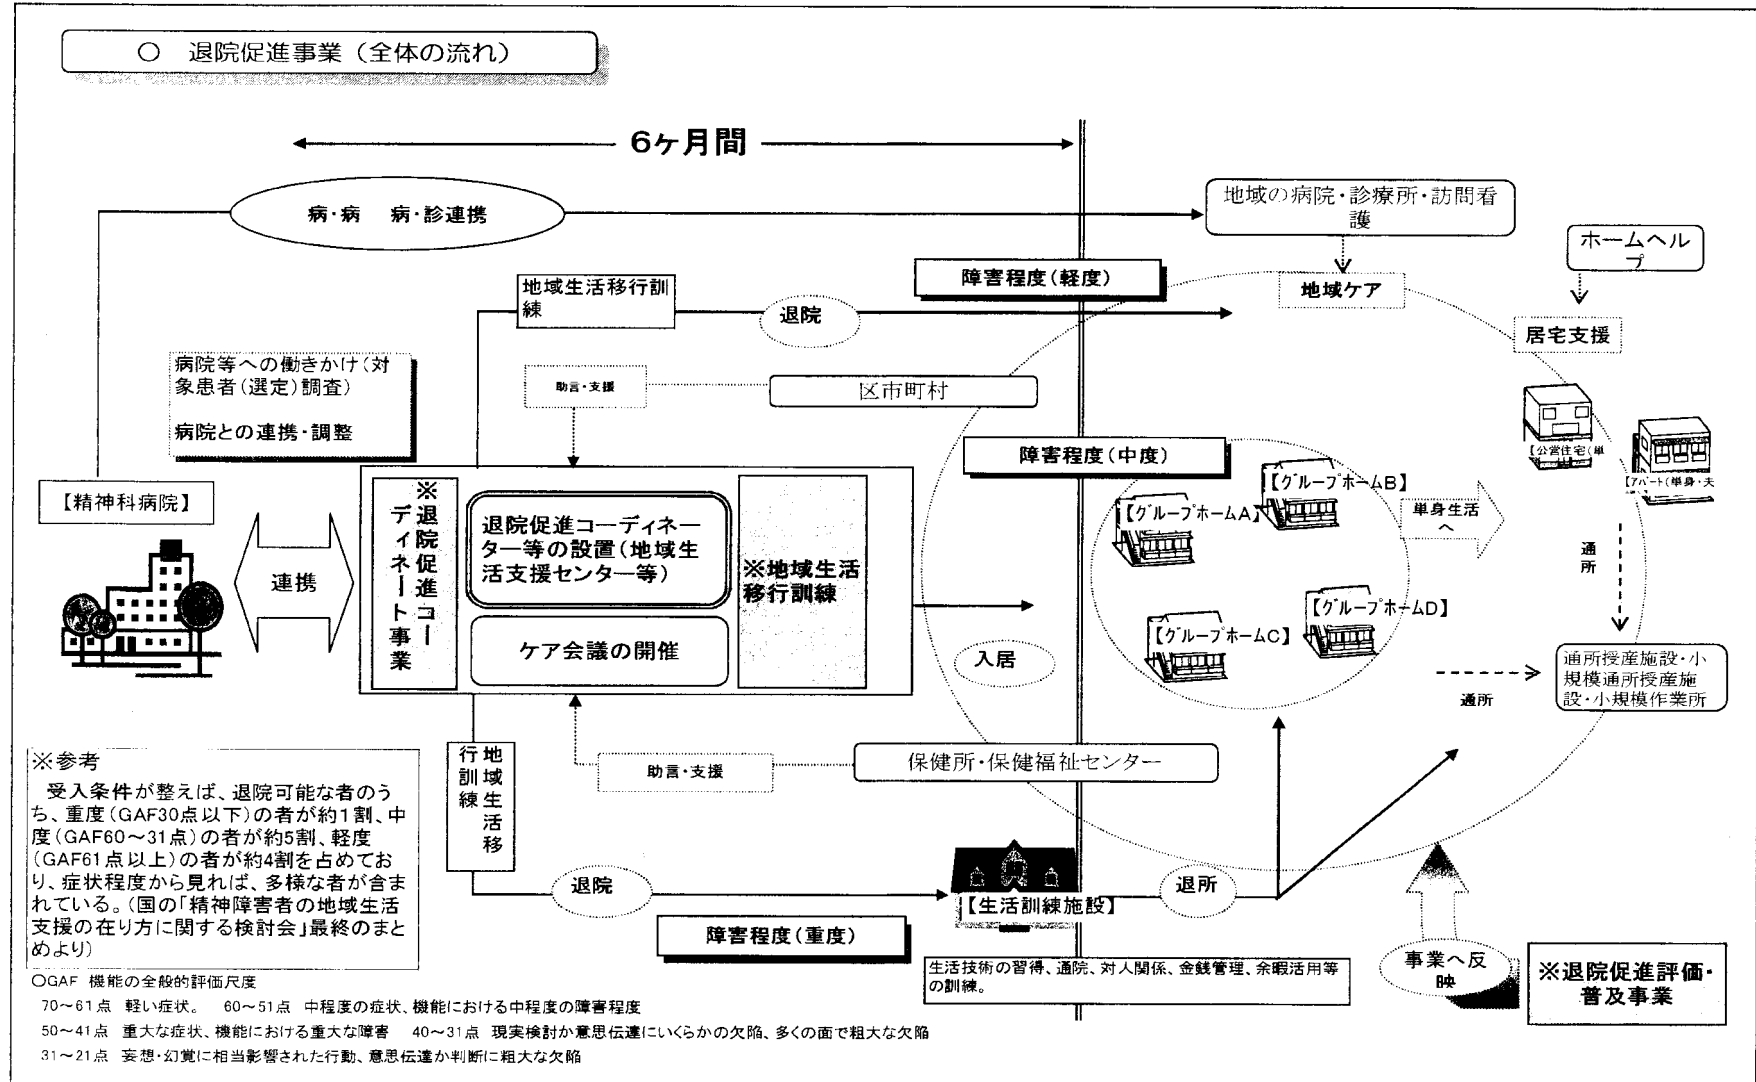 ○ 退院促進事業（全体の流れ）
6ヶ月間
病・病 病・診連携
地域の病院・診療所・訪問看
護
ホームヘル
プ
障害程度（軽度）
地域生活移行訓
練
退院
地域ケア
居宅支援
病院等への働きかけ（対
象患者（選定）調査）
病院との連携・調整
助言・支援
区市町村
障害程度（中度）
【公営住宅（単
【アパート（単身・夫
【精神科病院】
連携
※退院促進コー
ディネート事業
退院促進コーディネー
ター等の設置（地域生
活支援センター等）
ケア会議の開催
※地域生活
移行訓練
【グループホームA】
【グループホームB】
【グループホームC】
【グループホームD】
単身生活
へ
通所
入居
通所
通所授産施設・小
規模通所授産施
設・小規模作業所
地域生活移
行訓練
助言・支援
保健所・保健福祉センター
※参考
受入条件が整えば、退院可能な者のう
ち、重度（GAF30点以下）の者が約1割、中
度（GAF60～31点）の者が約5割、軽度
（GAF61点以上）の者が約4割を占めてお
り、症状程度から見れば、多様な者が含ま
れている。（国の「精神障害者の地域生活
支援の在り方に関する検討会」最終のまと
めより）
退院
【生活訓練施設】
退所
障害程度（重度）
生活技術の習得、通院、対人関係、金銭管理、余暇活用等
の訓練。
事業へ反
映
※退院促進評価・
普及事業
○GAF 機能の全般的評価尺度
70～61点 軽い症状。 60～51点 中程度の症状、機能における中程度の障害程度
50～41点 重大な症状、機能における重大な障害 40～31点 現実検討か意思伝達にいくらかの欠陥、多くの面で粗大な欠陥
31～21点 妄想・幻覚に相当影響された行動、意思伝達か判断に粗大な欠陥